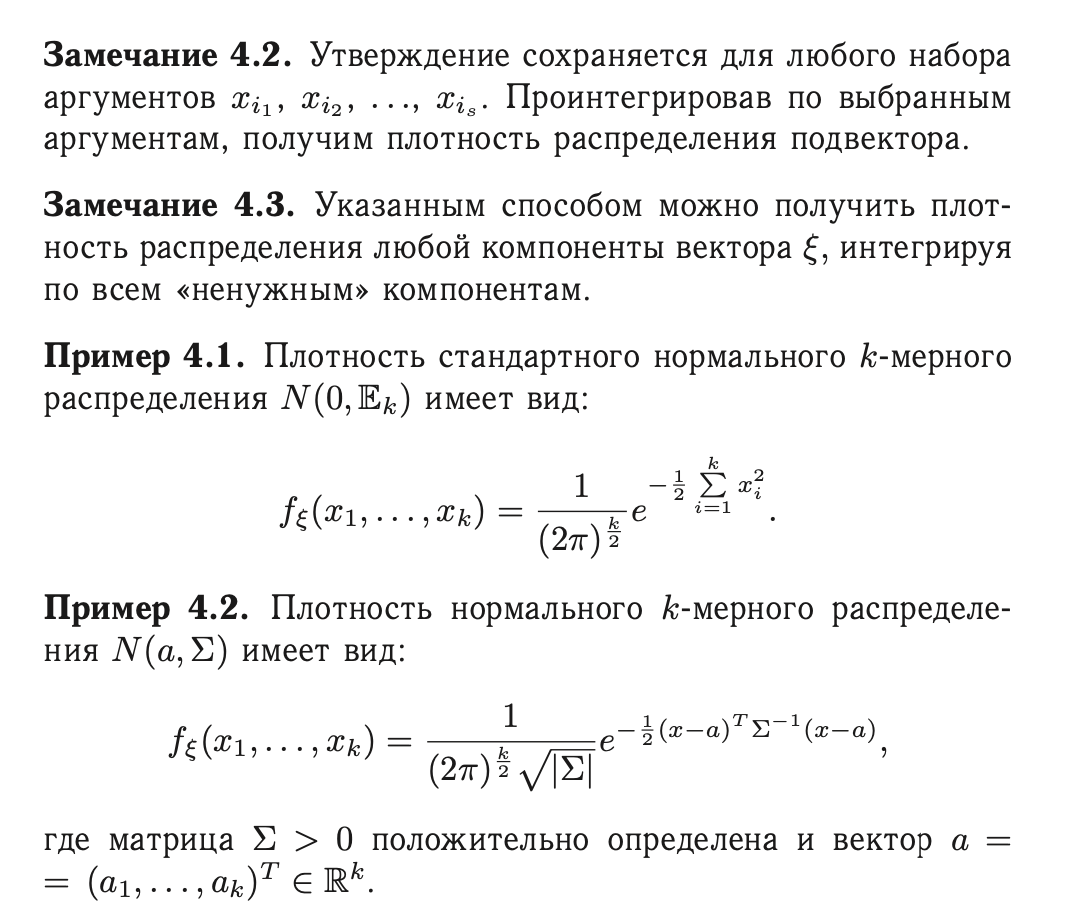 Замечание 4.2. Утверждение сохраняется для любого набора
аргументов $x_{i_1}$, $x_{i_2}$, ..., $x_{i_s}$. Проинтегрировав по выбранным
аргументам, получим плотность распределения подвектора.
Замечание 4.3. Указанным способом можно получить плот-
ность распределения любой компоненты вектора $\xi$, интегрируя
по всем «ненужным» компонентам.
Пример 4.1. Плотность стандартного нормального $k$-мерного
распределения $N(0, \mathbb{E}_k)$ имеет вид:
$f_\xi(x_1, \ldots, x_k) = \frac{1}{(2\pi)^{\frac{k}{2}}} e^{-\frac{1}{2} \sum\limits_{i=1}^{k} x_i^2}.$
Пример 4.2. Плотность нормального $k$-мерного распределе-
ния $N(a, \Sigma)$ имеет вид:
$f_\xi(x_1, \ldots, x_k) = \frac{1}{(2\pi)^{\frac{k}{2}} \sqrt{|\Sigma|}} e^{-\frac{1}{2}(x-a)^T \Sigma^{-1}(x-a)},$
где матрица $\Sigma > 0$ положительно определена и вектор $a =$
$= (a_1, \ldots, a_k)^T \in \mathbb{R}^k.$